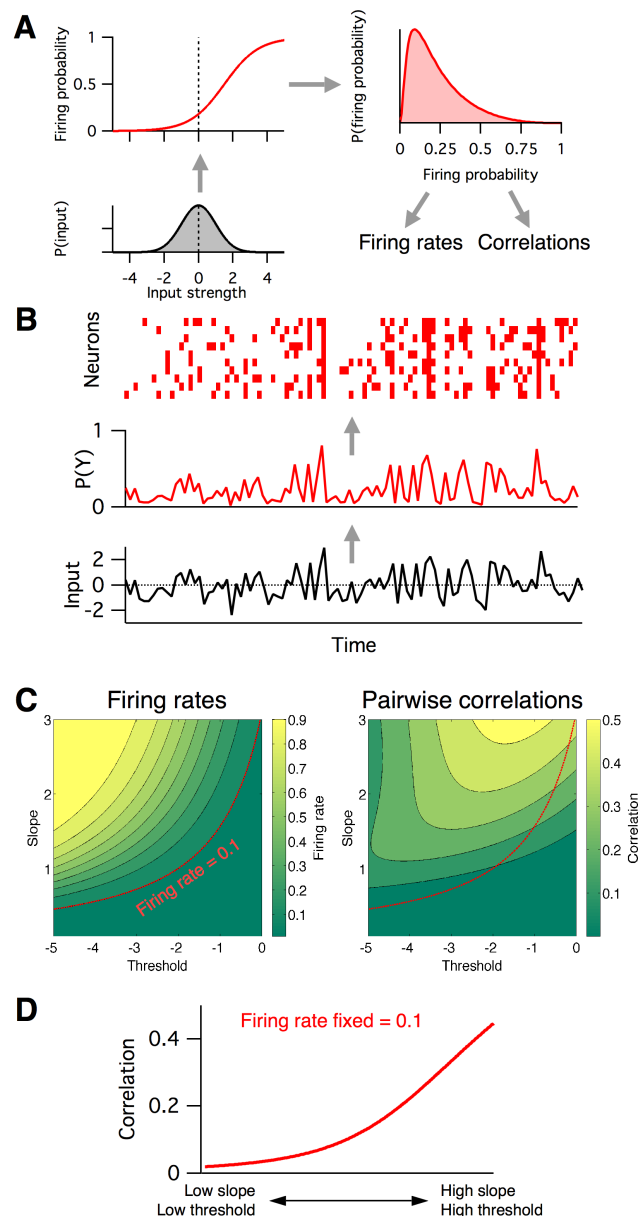 A
Firing probability
1
0.5
0
P(input)
-4 -2 0 2 4
Input strength
P(firing probability)
0 0.25 0.5 0.75 1
Firing probability
Firing rates Correlations
B
Neurons
1
P(Y)
0
2
Input
0
-2
Time
C
Firing rates
3
2
Slope
1
-5 -4 -3 -2 -1 0
Threshold
Firing rate = 0.1
0.9
0.8
0.7
0.6
0.5
0.4
0.3
0.2
0.1
Firing rate
Pairwise correlations
3
2
Slope
1
-5 -4 -3 -2 -1 0
Threshold
0.5
0.4
0.3
0.2
0.1
Correlation
D
Firing rate fixed = 0.1
Correlation
0.4
0.2
0
Low slope High slope
Low threshold High threshold